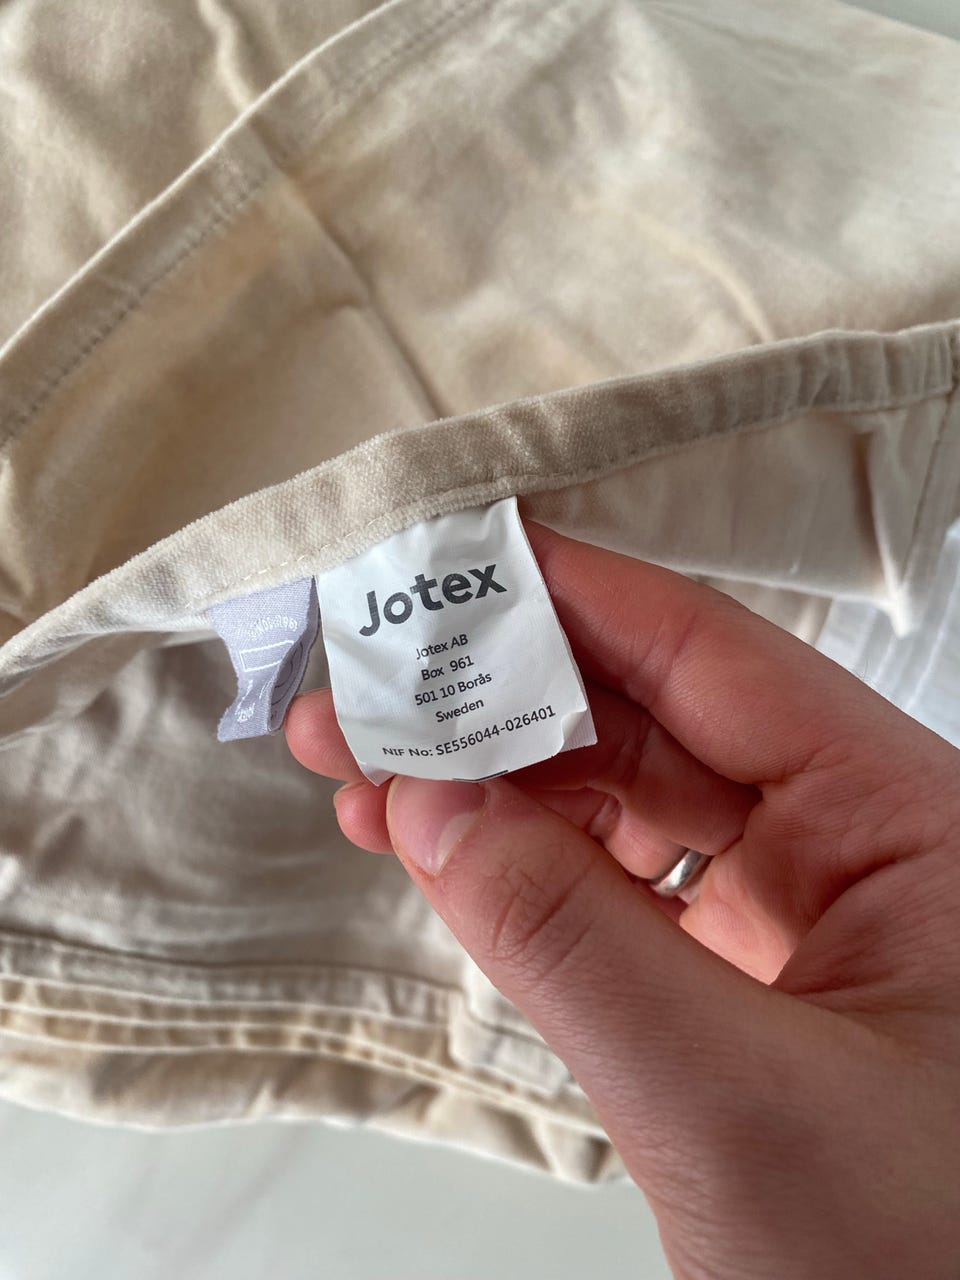 Jotex
Jotex AB
Box 961
501 10 Borås
Sweden
NIF No: SE556044-026401